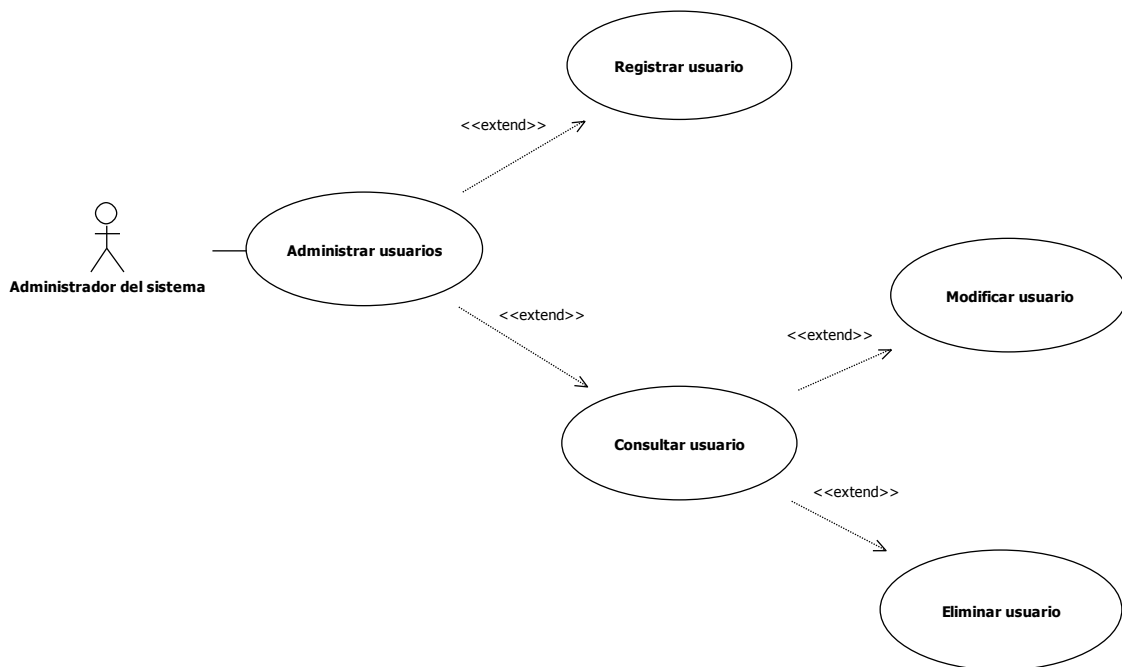 Registrar usuario
<<extend>>
Administrar usuarios
Administrador del sistema
<<extend>>
Modificar usuario
<<extend>>
Consultar usuario
<<extend>>
Eliminar usuario